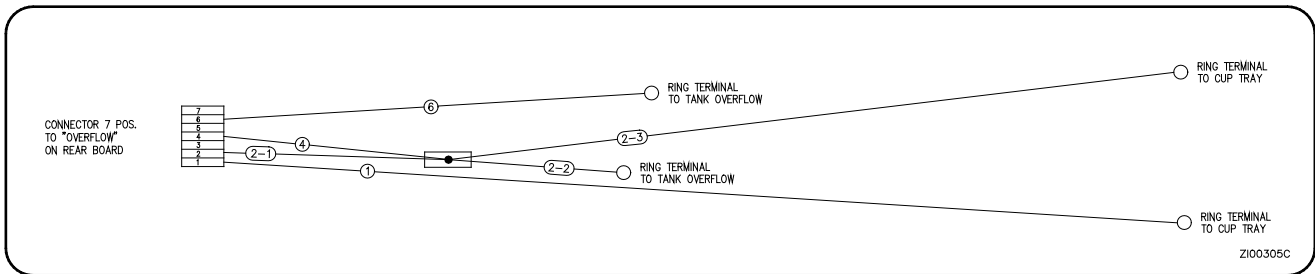 RING TERMINAL
TO CUP TRAY
RING TERMINAL
TO TANK OVERFLOW
CONNECTOR 7 POS.
TO "OVERFLOW"
ON REAR BOARD
7
6
5
4
3
2
1
6
4
2-1
2-3
2-2
1
RING TERMINAL
TO TANK OVERFLOW
RING TERMINAL
TO CUP TRAY
Z100305C